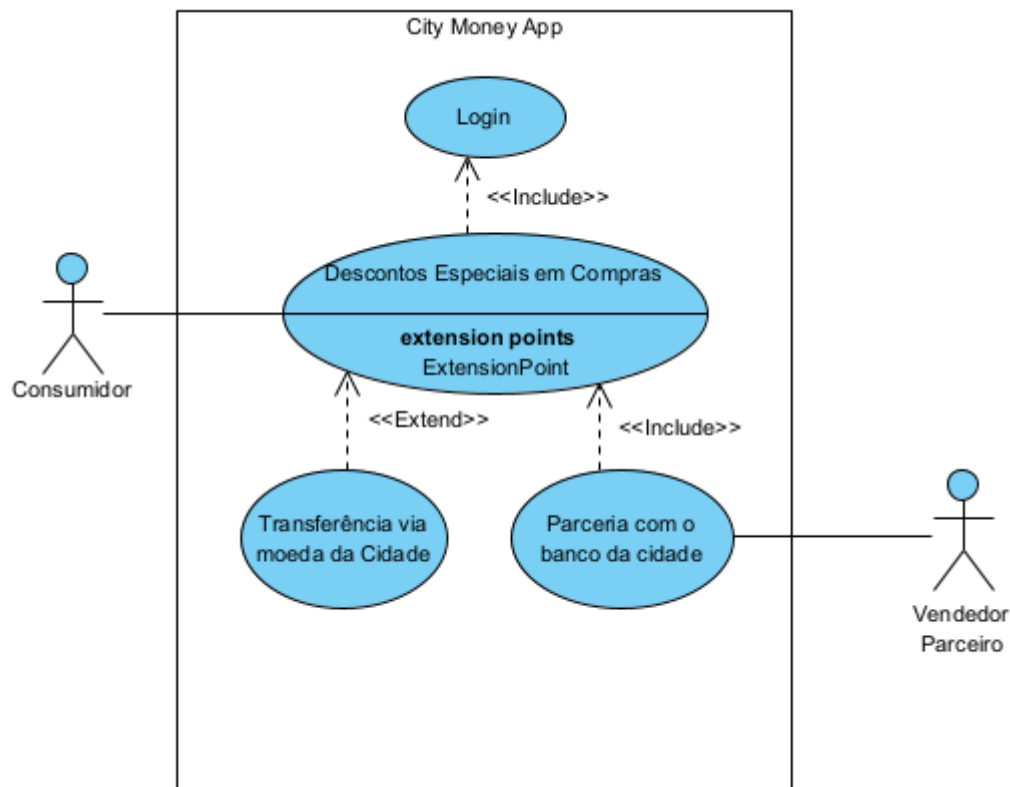 City Money App
Login
<<Include>>
Descontos Especiais em Compras
extension points
ExtensionPoint
Consumidor
<<Extend>>
<<Include>>
Transferência via
moeda da Cidade
Parceria com o
banco da cidade
Vendedor
Parceiro